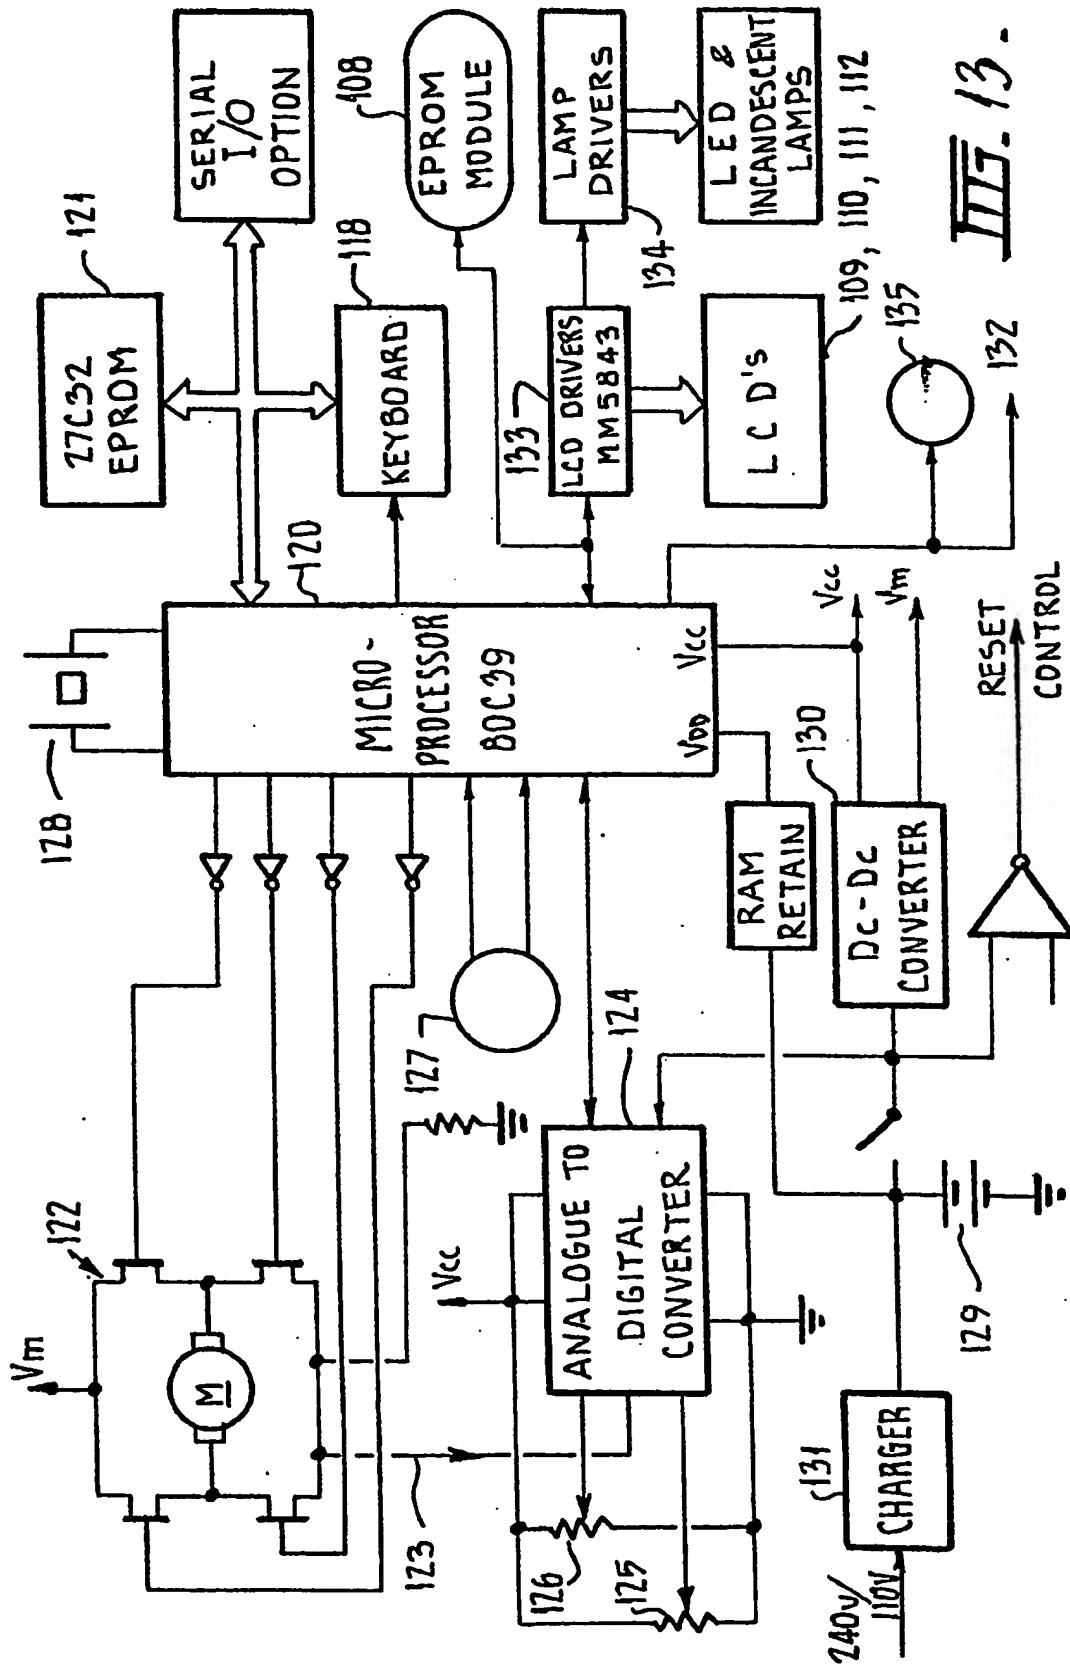 27C32
EPROM
121
SERIAL
I/O
OPTION
118
KEYBOARD
108
EPROM
MODULE
133
LCD DRIVERS
MM5843
LAMP
DRIVERS
134
LED &
INCANDESCENT
LAMPS
LCD's
109, 110, 111, 112
135
132
FIG. 13.
128
120
MICRO-
PROCESSOR
80C39
VDD
VCC
Vcc
Vm
130
DC-DC
CONVERTER
RAM
RETAIN
RESET
CONTROL
127
124
ANALOGUE TO
DIGITAL
CONVERTER
Vcc
122
Vm
M
123
126
125
129
131
CHARGER
240V/
110V